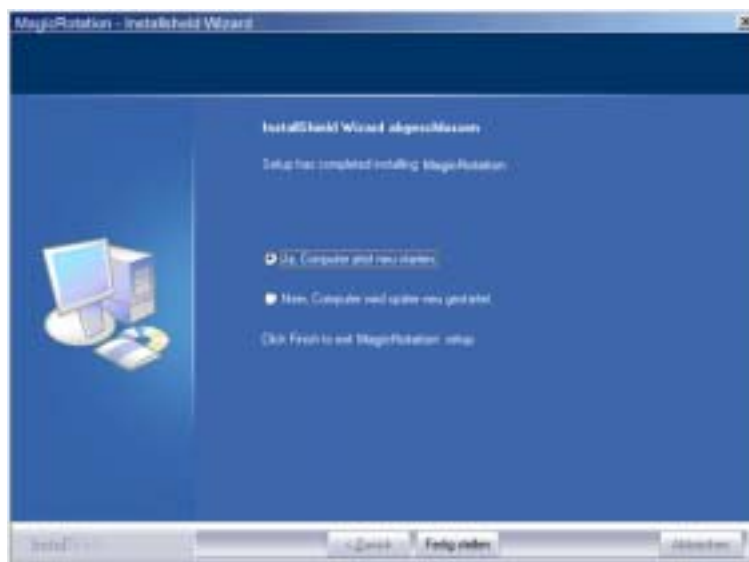 MagicRotation - InstallShield Wizard
InstallShield Wizard abgeschlossen
Setup has completed installing MagicRotation
Ja, Computer jetzt neu starten.
Nein, Computer wird später neu gestartet.
Click Finish to exit MagicRotation setup
InstallShield
< Zurück
Fertig stellen
Abbrechen